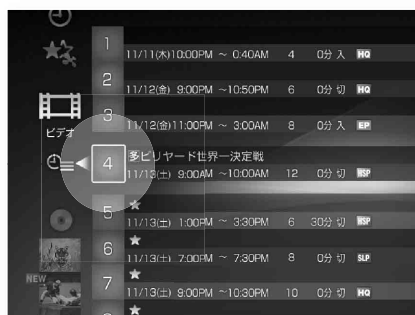 1
11/11(木)10:00PM ～ 0:40AM 4 0分 入 HQ
2
11/12(金) 9:00PM ～10:50PM 6 0分 切 HQ
3
11/12(金)11:00PM ～ 3:00AM 8 0分 入 EP
ビデオ
多ビリヤード世界一決定戦
4
11/13(土) 9:00AM ～10:00AM 12 0分 切 HSP
5
11/13(土) 1:00PM ～ 3:30PM 6 30分 切 HSP
6
11/13(土) 7:00PM ～ 7:30PM 8 0分 切 SLP
NEW
7
11/13(土) 9:00PM ～10:30PM 10 0分 切 HQ